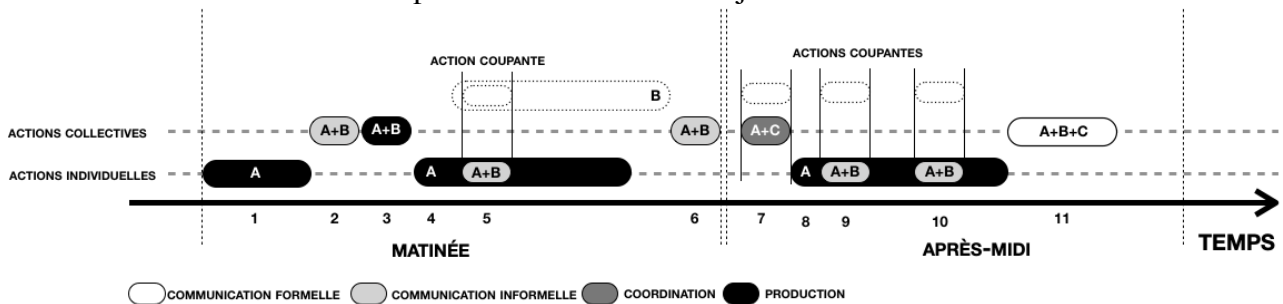 ACTIONS COUPANTES
ACTION COUPANTE
B
ACTIONS COLLECTIVES
A+B
A+B
A+B
A+C
A+B+C
ACTIONS INDIVIDUELLES
A
A
A+B
A
A+B
A+B
1
2
3
4
5
6
7
8
9
10
11
MATINÉE
APRÈS-MIDI
TEMPS
COMMUNICATION FORMELLE
COMMUNICATION INFORMELLE
COORDINATION
PRODUCTION